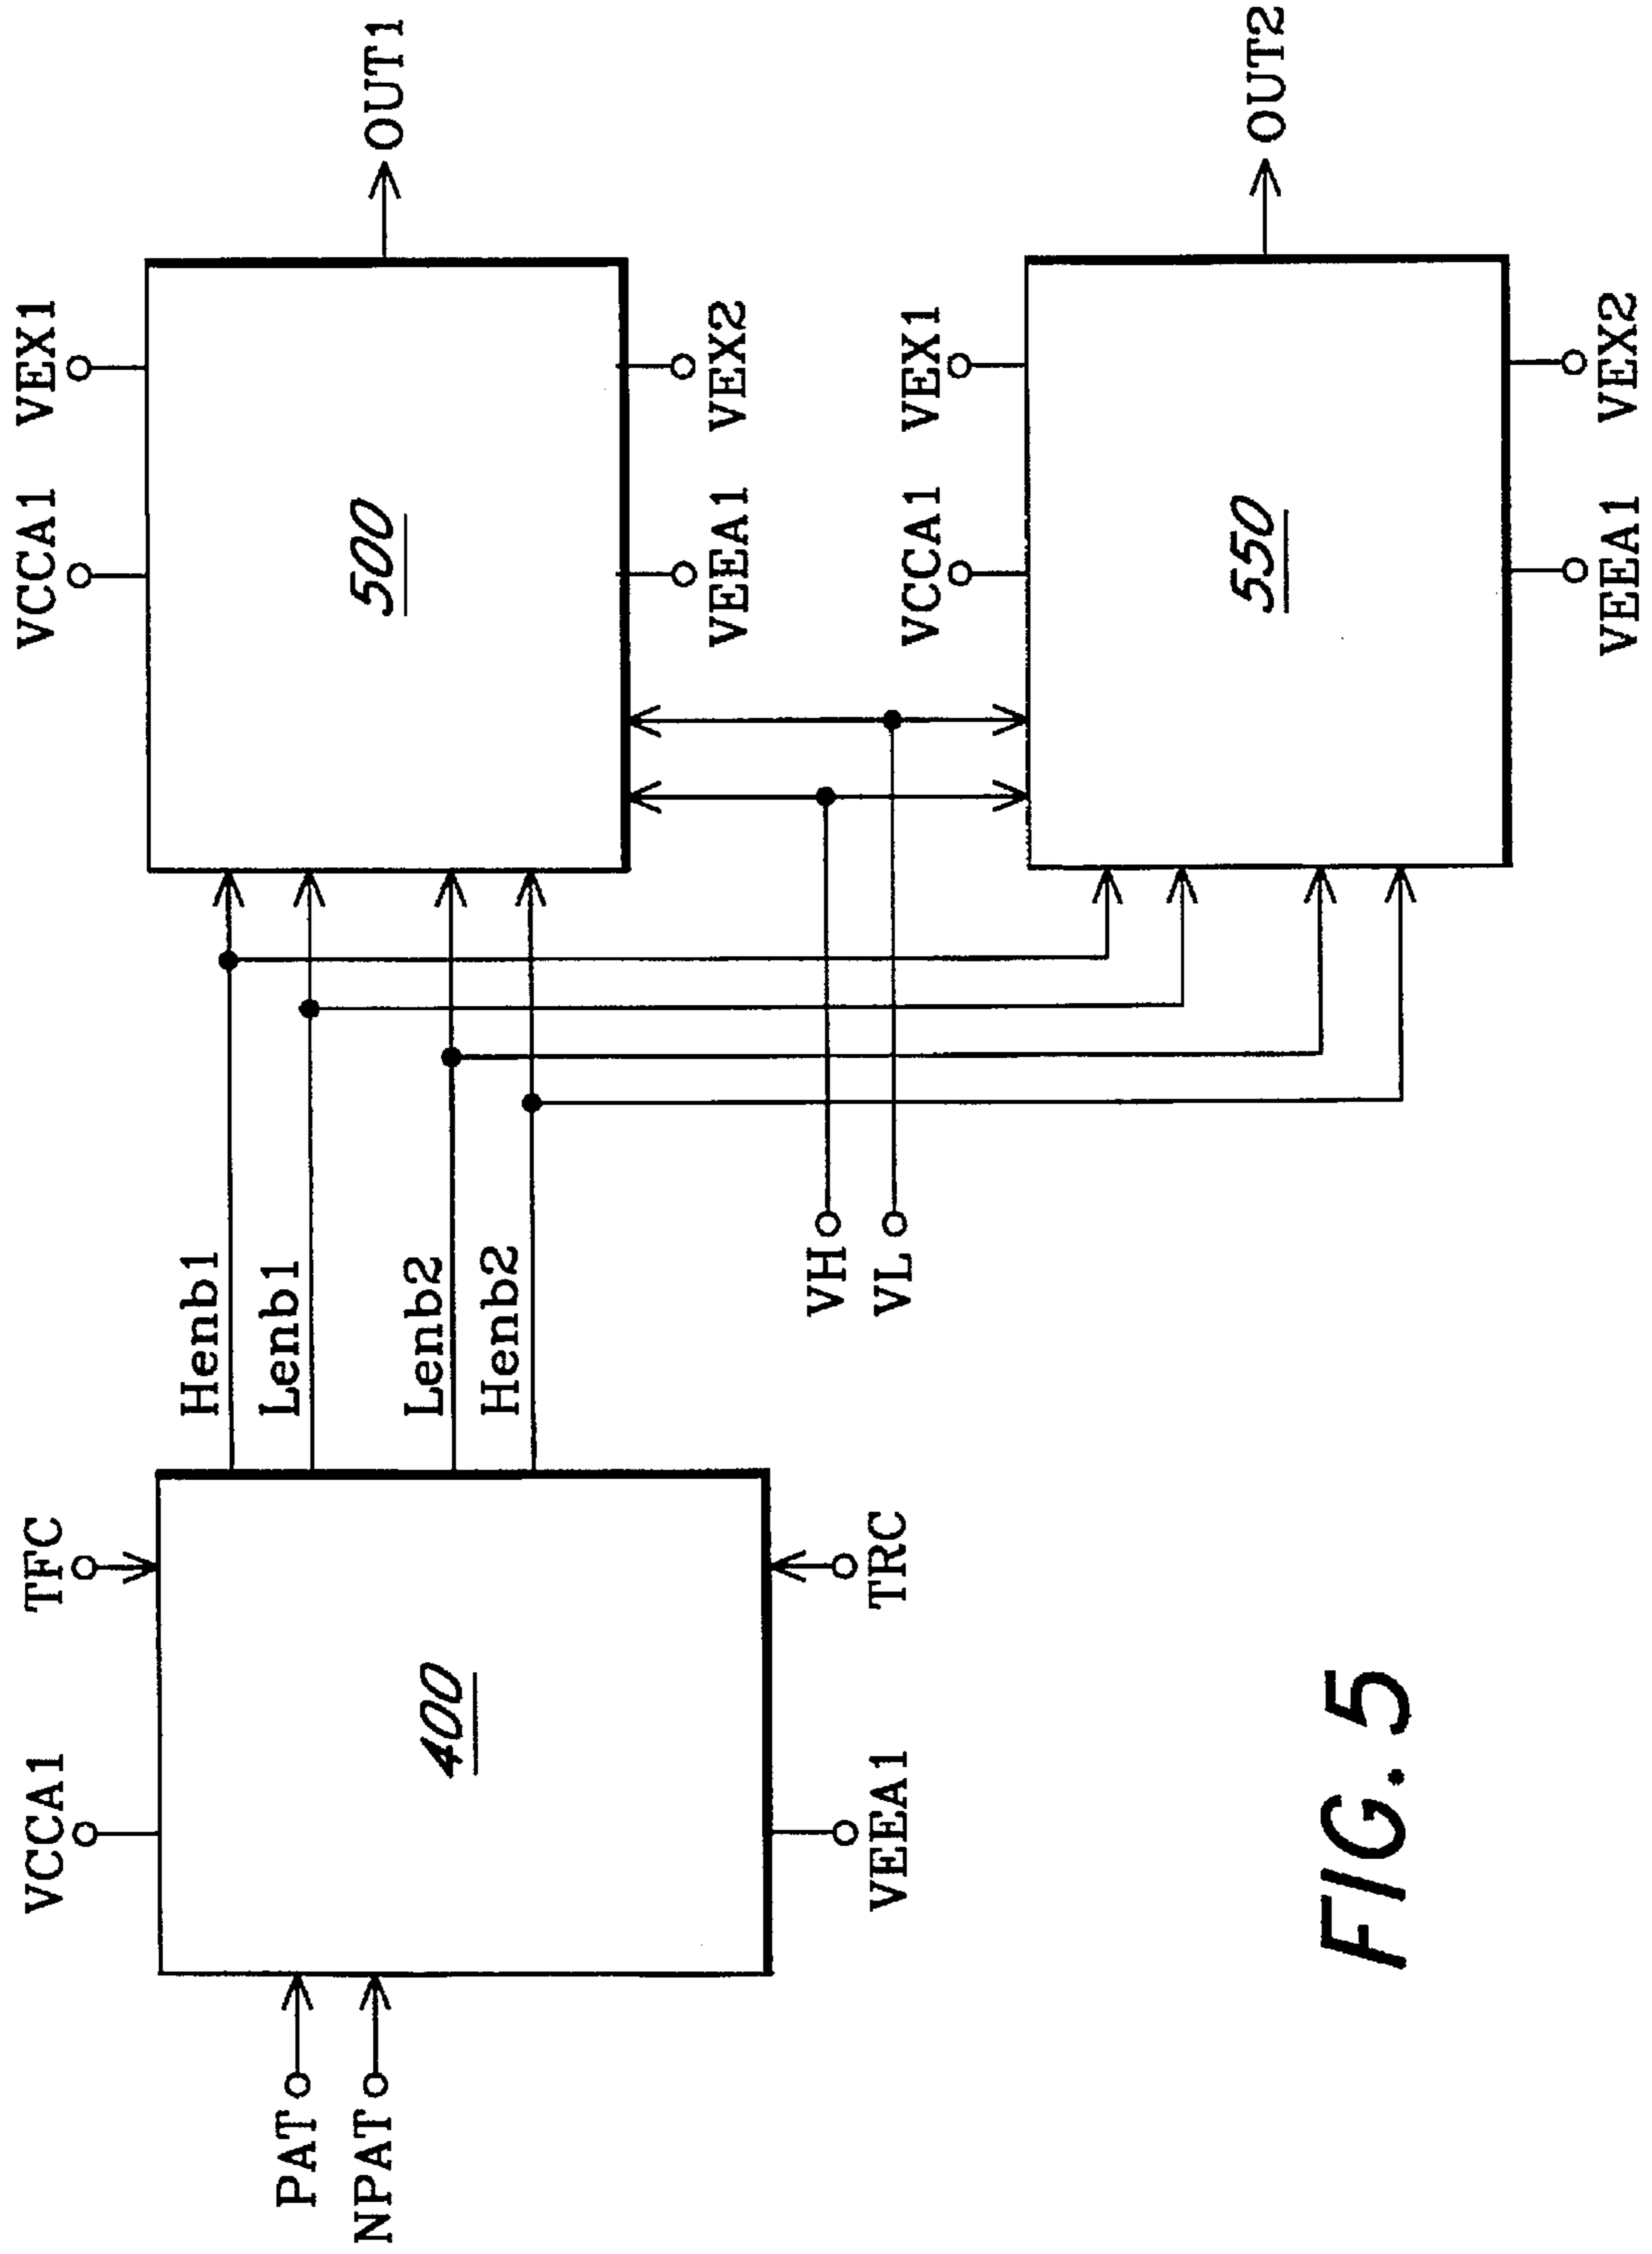 VCCA1 TFC
PAT
NPAT
400
VEEA1 TRC
Henb1
Lenb1
Lenb2
Henb2
VCCA1 VEX1
500
OUT1
VEEA1 VEX2
VH
VL
VCCA1 VEX1
550
OUT2
VEEA1 VEX2
FIG. 5